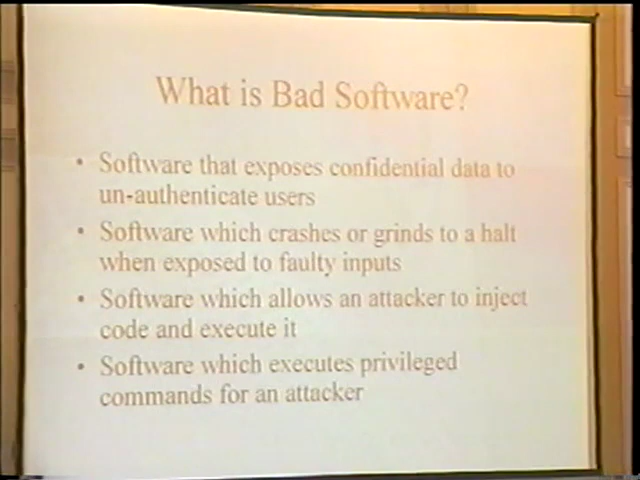 What is Bad Software?
• Software that exposes confidential data to
un-authenticate users
• Software which crashes or grinds to a halt
when exposed to faulty inputs
• Software which allows an attacker to inject
code and execute it
• Software which executes privileged
commands for an attacker